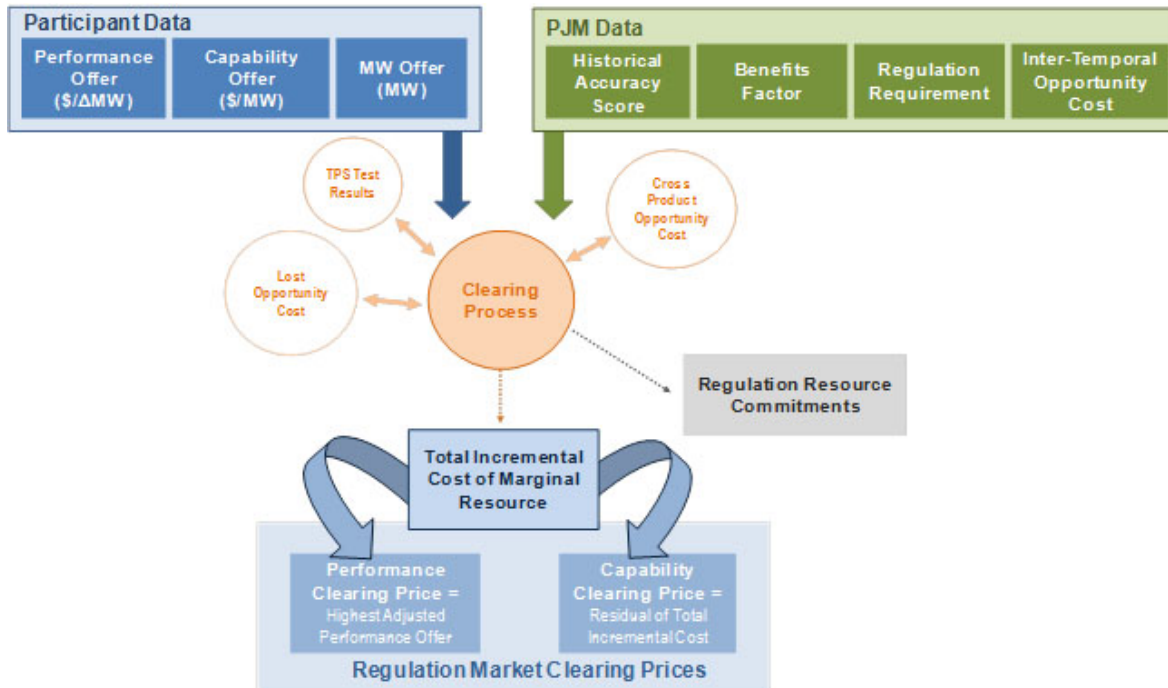 Participant Data
Performance
Offer
($/ΔMW)
Capability
Offer
($/MW)
MW Offer
(MW)
PJM Data
Historical
Accuracy
Score
Benefits
Factor
Regulation
Requirement
Inter-Temporal
Opportunity
Cost
TPS Test
Results
Cross
Product
Opportunity
Cost
Lost
Opportunity
Cost
Clearing
Process
Regulation Resource
Commitments
Total Incremental
Cost of Marginal
Resource
Performance
Clearing Price =
Highest Adjusted
Performance Offer
Capability
Clearing Price =
Residual of Total
Incremental Cost
Regulation Market Clearing Prices